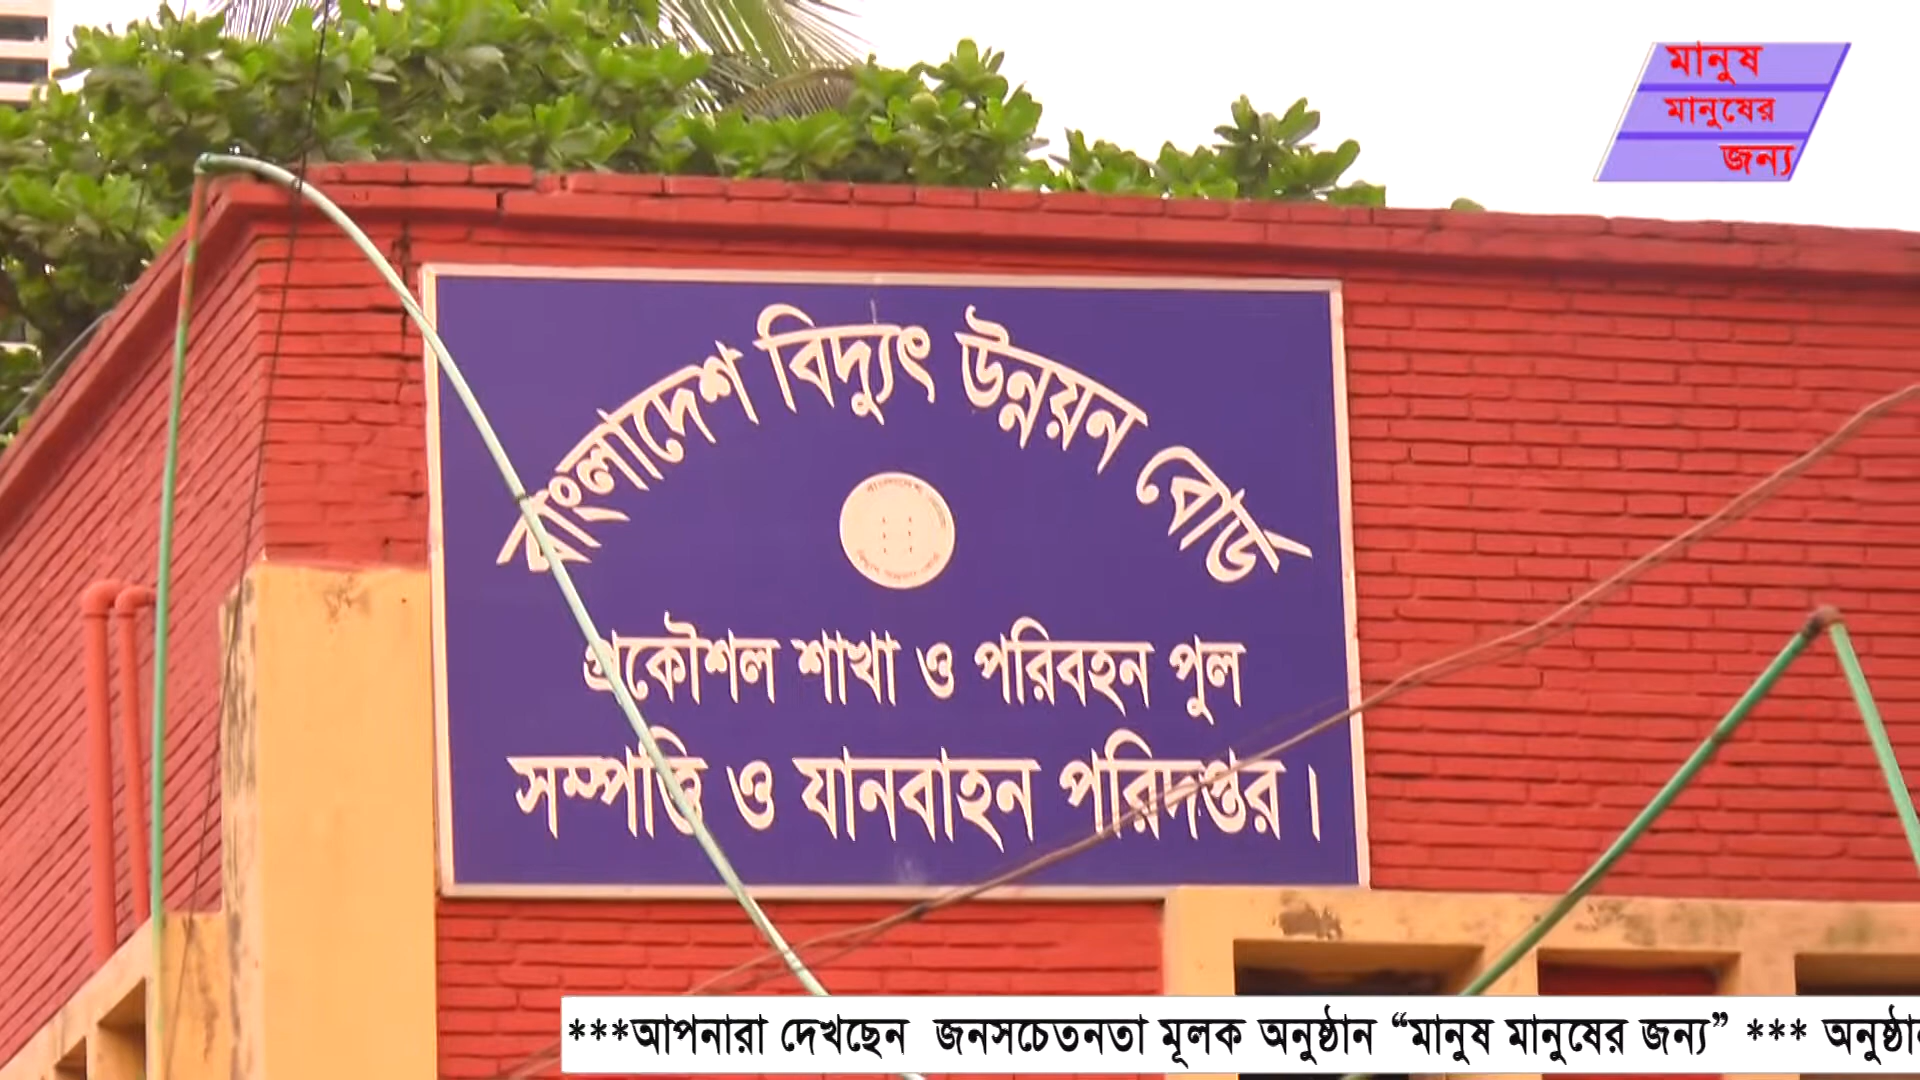 মানুষ
মানুষের
জন্য
বাংলাদেশ বিদ্যুৎ উন্নয়ন বোর্ড
প্রকৌশল শাখা ও পরিবহন পুল
সম্পত্তি ও যানবাহন পরিদপ্তর।
***আপনারা দেখছেন জনসচেতনতা মূলক অনুষ্ঠান “মানুষ মানুষের জন্য” ***